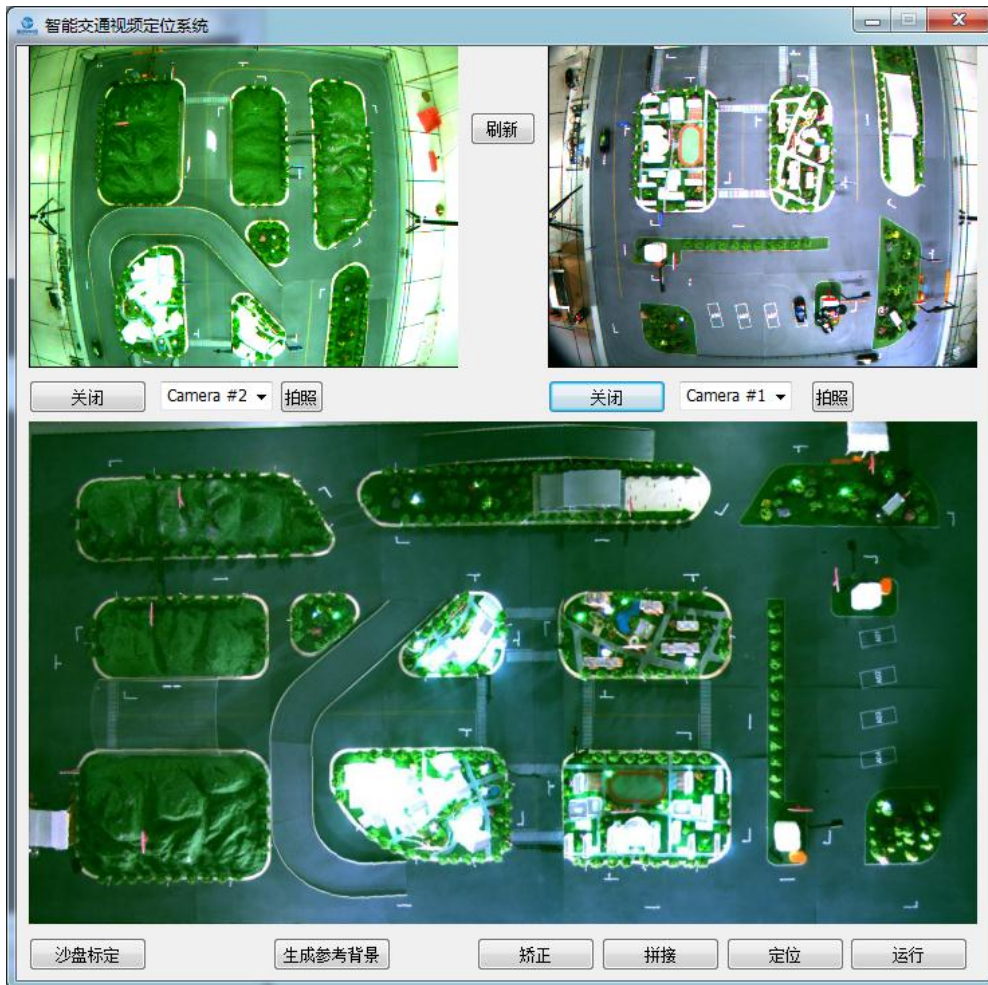 智能交通视频定位系统
刷新
关闭 Camera #2 拍照
关闭 Camera #1 拍照
沙盘标定 生成参考背景 矫正 拼接 定位 运行